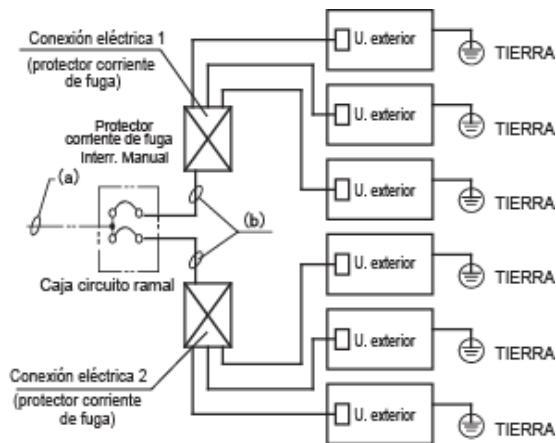 Conexión eléctrica 1
(protector corriente
de fuga)
Protector
corriente de fuga
Interr. Manual
(a)
(b)
Caja circuito ramal
Conexión eléctrica 2
(protector corriente
de fuga)
U. exterior
TIERRA
U. exterior
TIERRA
U. exterior
TIERRA
U. exterior
TIERRA
U. exterior
TIERRA
U. exterior
TIERRA